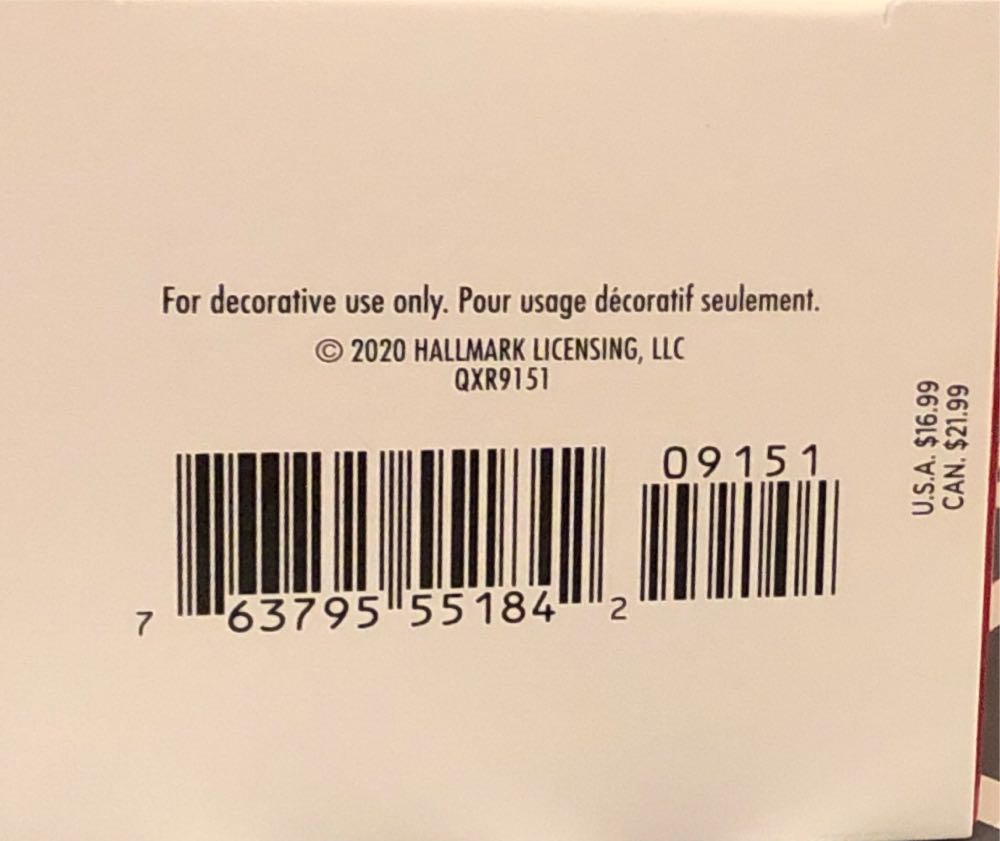 For decorative use only. Pour usage décoratif seulement.
© 2020 HALLMARK LICENSING, LLC
QXR9151
09151
7 63795 55184 2
U.S.A. $16.99
CAN. $21.99